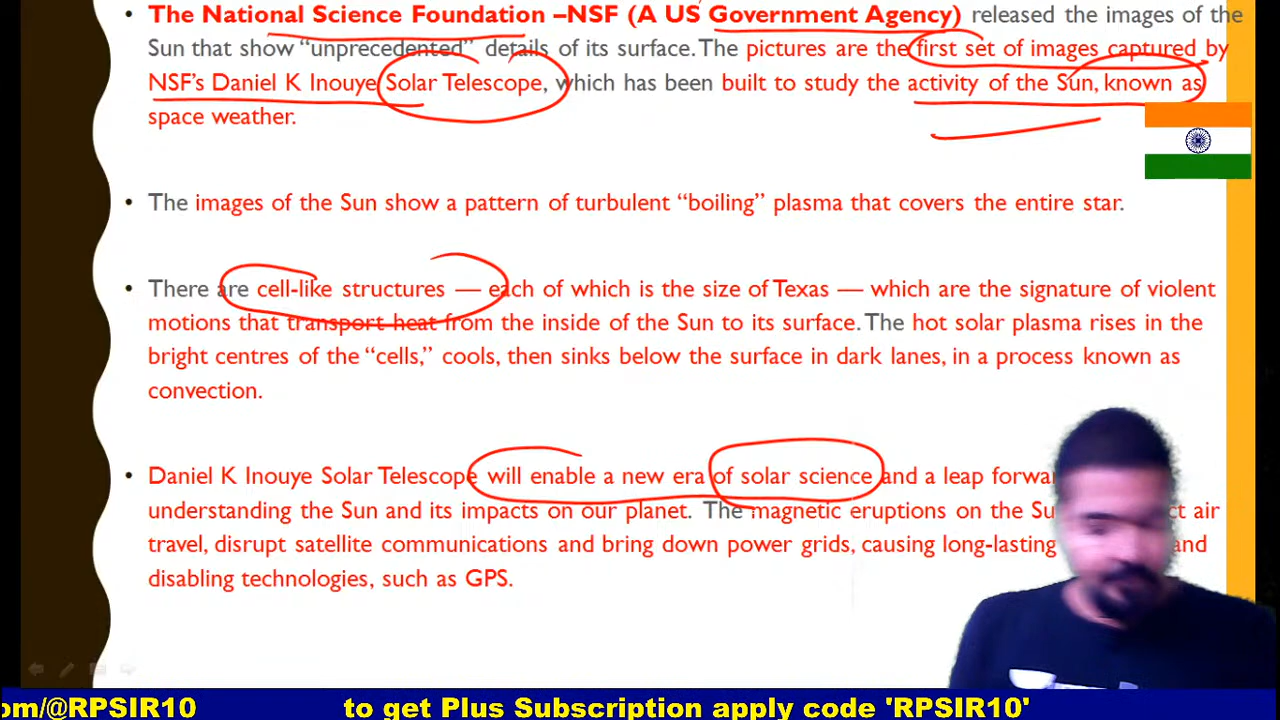 • The National Science Foundation –NSF (A US Government Agency) released the images of the
Sun that show “unprecedented” details of its surface. The pictures are the first set of images captured by
NSF’s Daniel K Inouye Solar Telescope, which has been built to study the activity of the Sun, known as
space weather.
• The images of the Sun show a pattern of turbulent “boiling” plasma that covers the entire star.
• There are cell-like structures — each of which is the size of Texas — which are the signature of violent
motions that transport heat from the inside of the Sun to its surface. The hot solar plasma rises in the
bright centres of the “cells,” cools, then sinks below the surface in dark lanes, in a process known as
convection.
• Daniel K Inouye Solar Telescope will enable a new era of solar science and a leap
understanding the Sun and its impacts on our planet. The magnetic eruptions on the air
travel, disrupt satellite communications and bring down power grids, causing long-lasting and
disabling technologies, such as GPS.
om/@RPSIR10 to get Plus Subscription apply code 'RPSIR10'